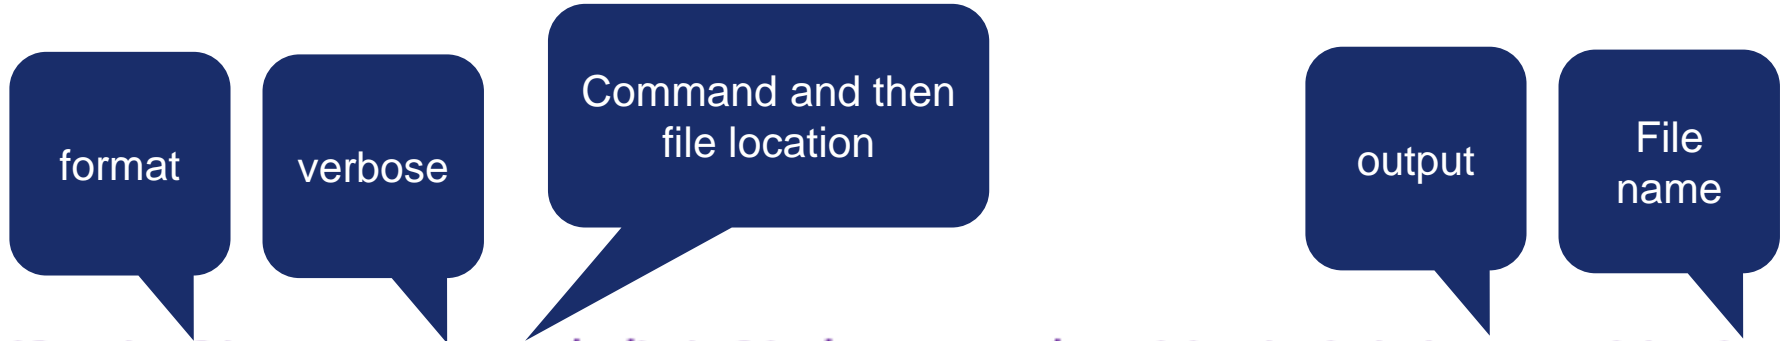 format
verbose
Command and then
file location
output
File
name